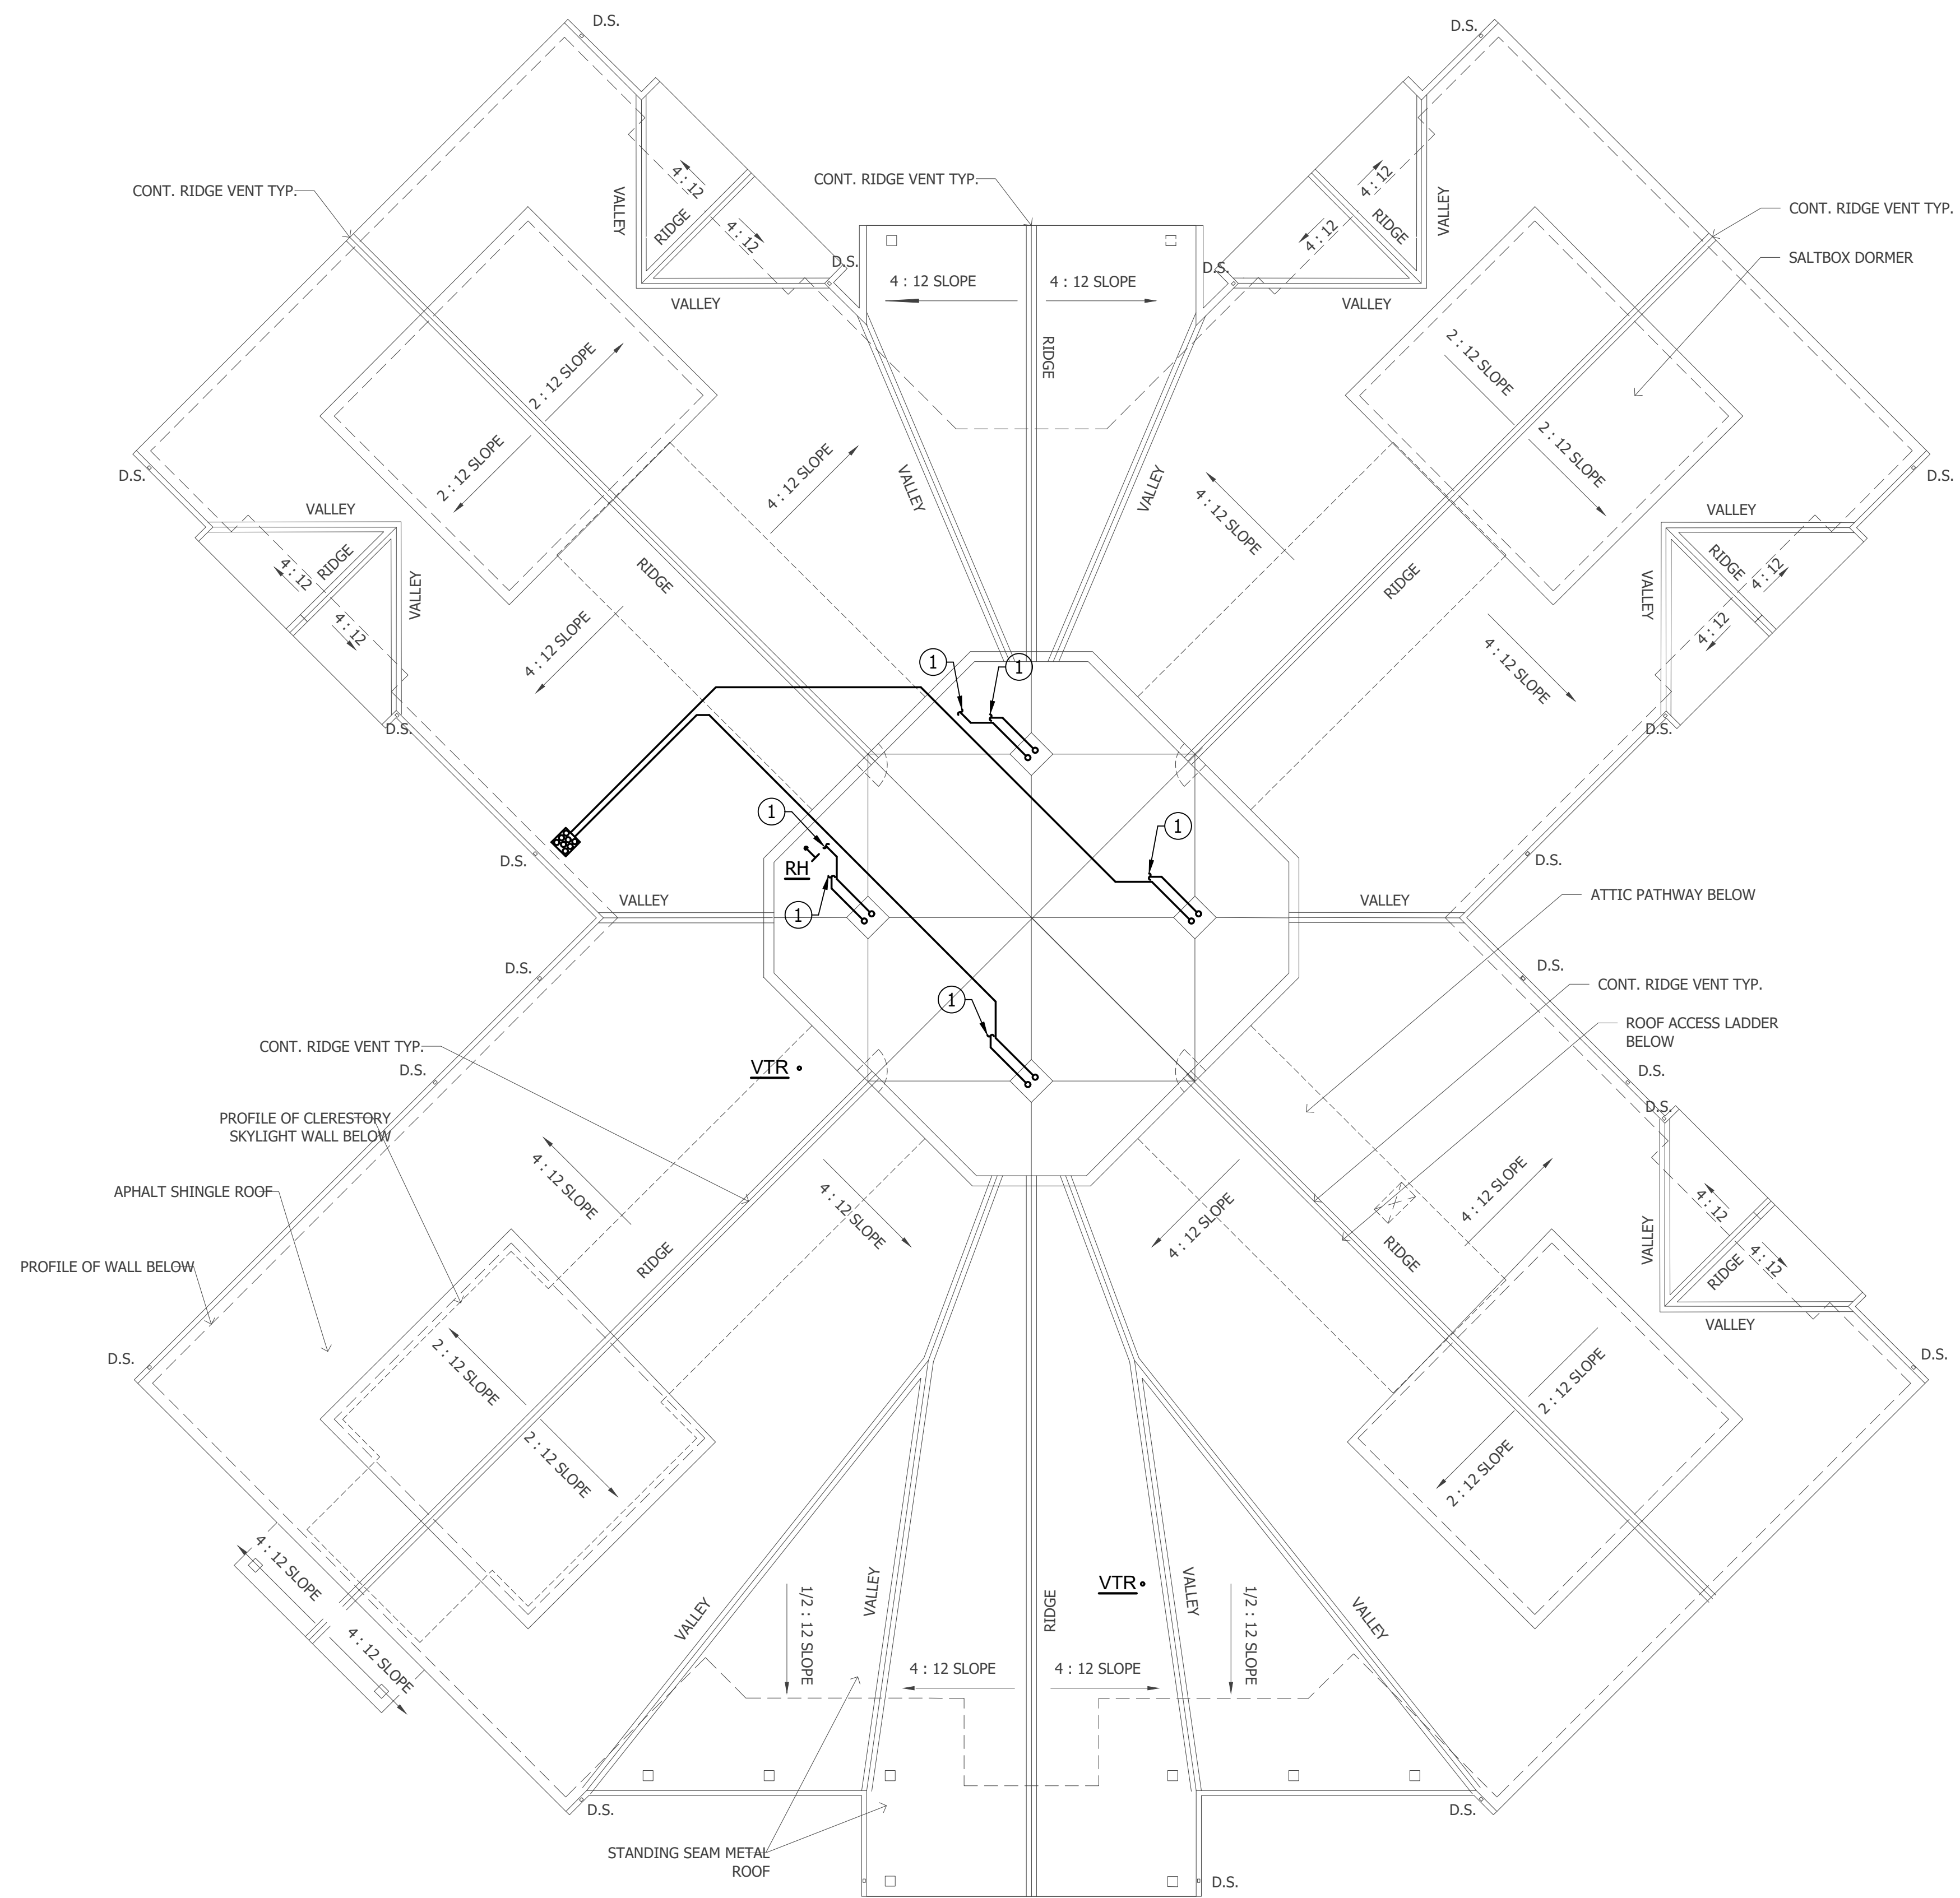 D.S.
D.S.
CONT. RIDGE VENT TYP.
CONT. RIDGE VENT TYP.
CONT. RIDGE VENT TYP.
4 : 12
VALLEY
RIDGE
4 : 12
4 : 12
VALLEY
RIDGE
4 : 12
SALTBOX DORMER
D.S.
D.S.
4 : 12 SLOPE
4 : 12 SLOPE
VALLEY
VALLEY
RIDGE
2 : 12 SLOPE
2 : 12 SLOPE
2 : 12 SLOPE
2 : 12 SLOPE
4 : 12 SLOPE
4 : 12 SLOPE
VALLEY
VALLEY
D.S.
D.S.
VALLEY
VALLEY
4 : 12
RIDGE
4 : 12
VALLEY
RIDGE
4 : 12 SLOPE
RIDGE
4 : 12 SLOPE
VALLEY
RIDGE
4 : 12
4 : 12
D.S.
D.S.
1
1
1
1
1
1
RH
D.S.
D.S.
VALLEY
VALLEY
ATTIC PATHWAY BELOW
D.S.
D.S.
CONT. RIDGE VENT TYP.
ROOF ACCESS LADDER
BELOW
CONT. RIDGE VENT TYP.
VTR
D.S.
D.S.
D.S.
PROFILE OF CLERESTORY
SKYLIGHT WALL BELOW
APHALT SHINGLE ROOF
PROFILE OF WALL BELOW
4 : 12 SLOPE
4 : 12 SLOPE
4 : 12 SLOPE
4 : 12 SLOPE
RIDGE
RIDGE
VALLEY
4 : 12
RIDGE
4 : 12
VALLEY
D.S.
D.S.
2 : 12 SLOPE
2 : 12 SLOPE
2 : 12 SLOPE
2 : 12 SLOPE
4 : 12 SLOPE
4 : 12 SLOPE
VALLEY
1/2 : 12 SLOPE
VALLEY
RIDGE
VTR
VALLEY
1/2 : 12 SLOPE
VALLEY
4 : 12 SLOPE
4 : 12 SLOPE
D.S.
D.S.
STANDING SEAM METAL
ROOF
D.S.